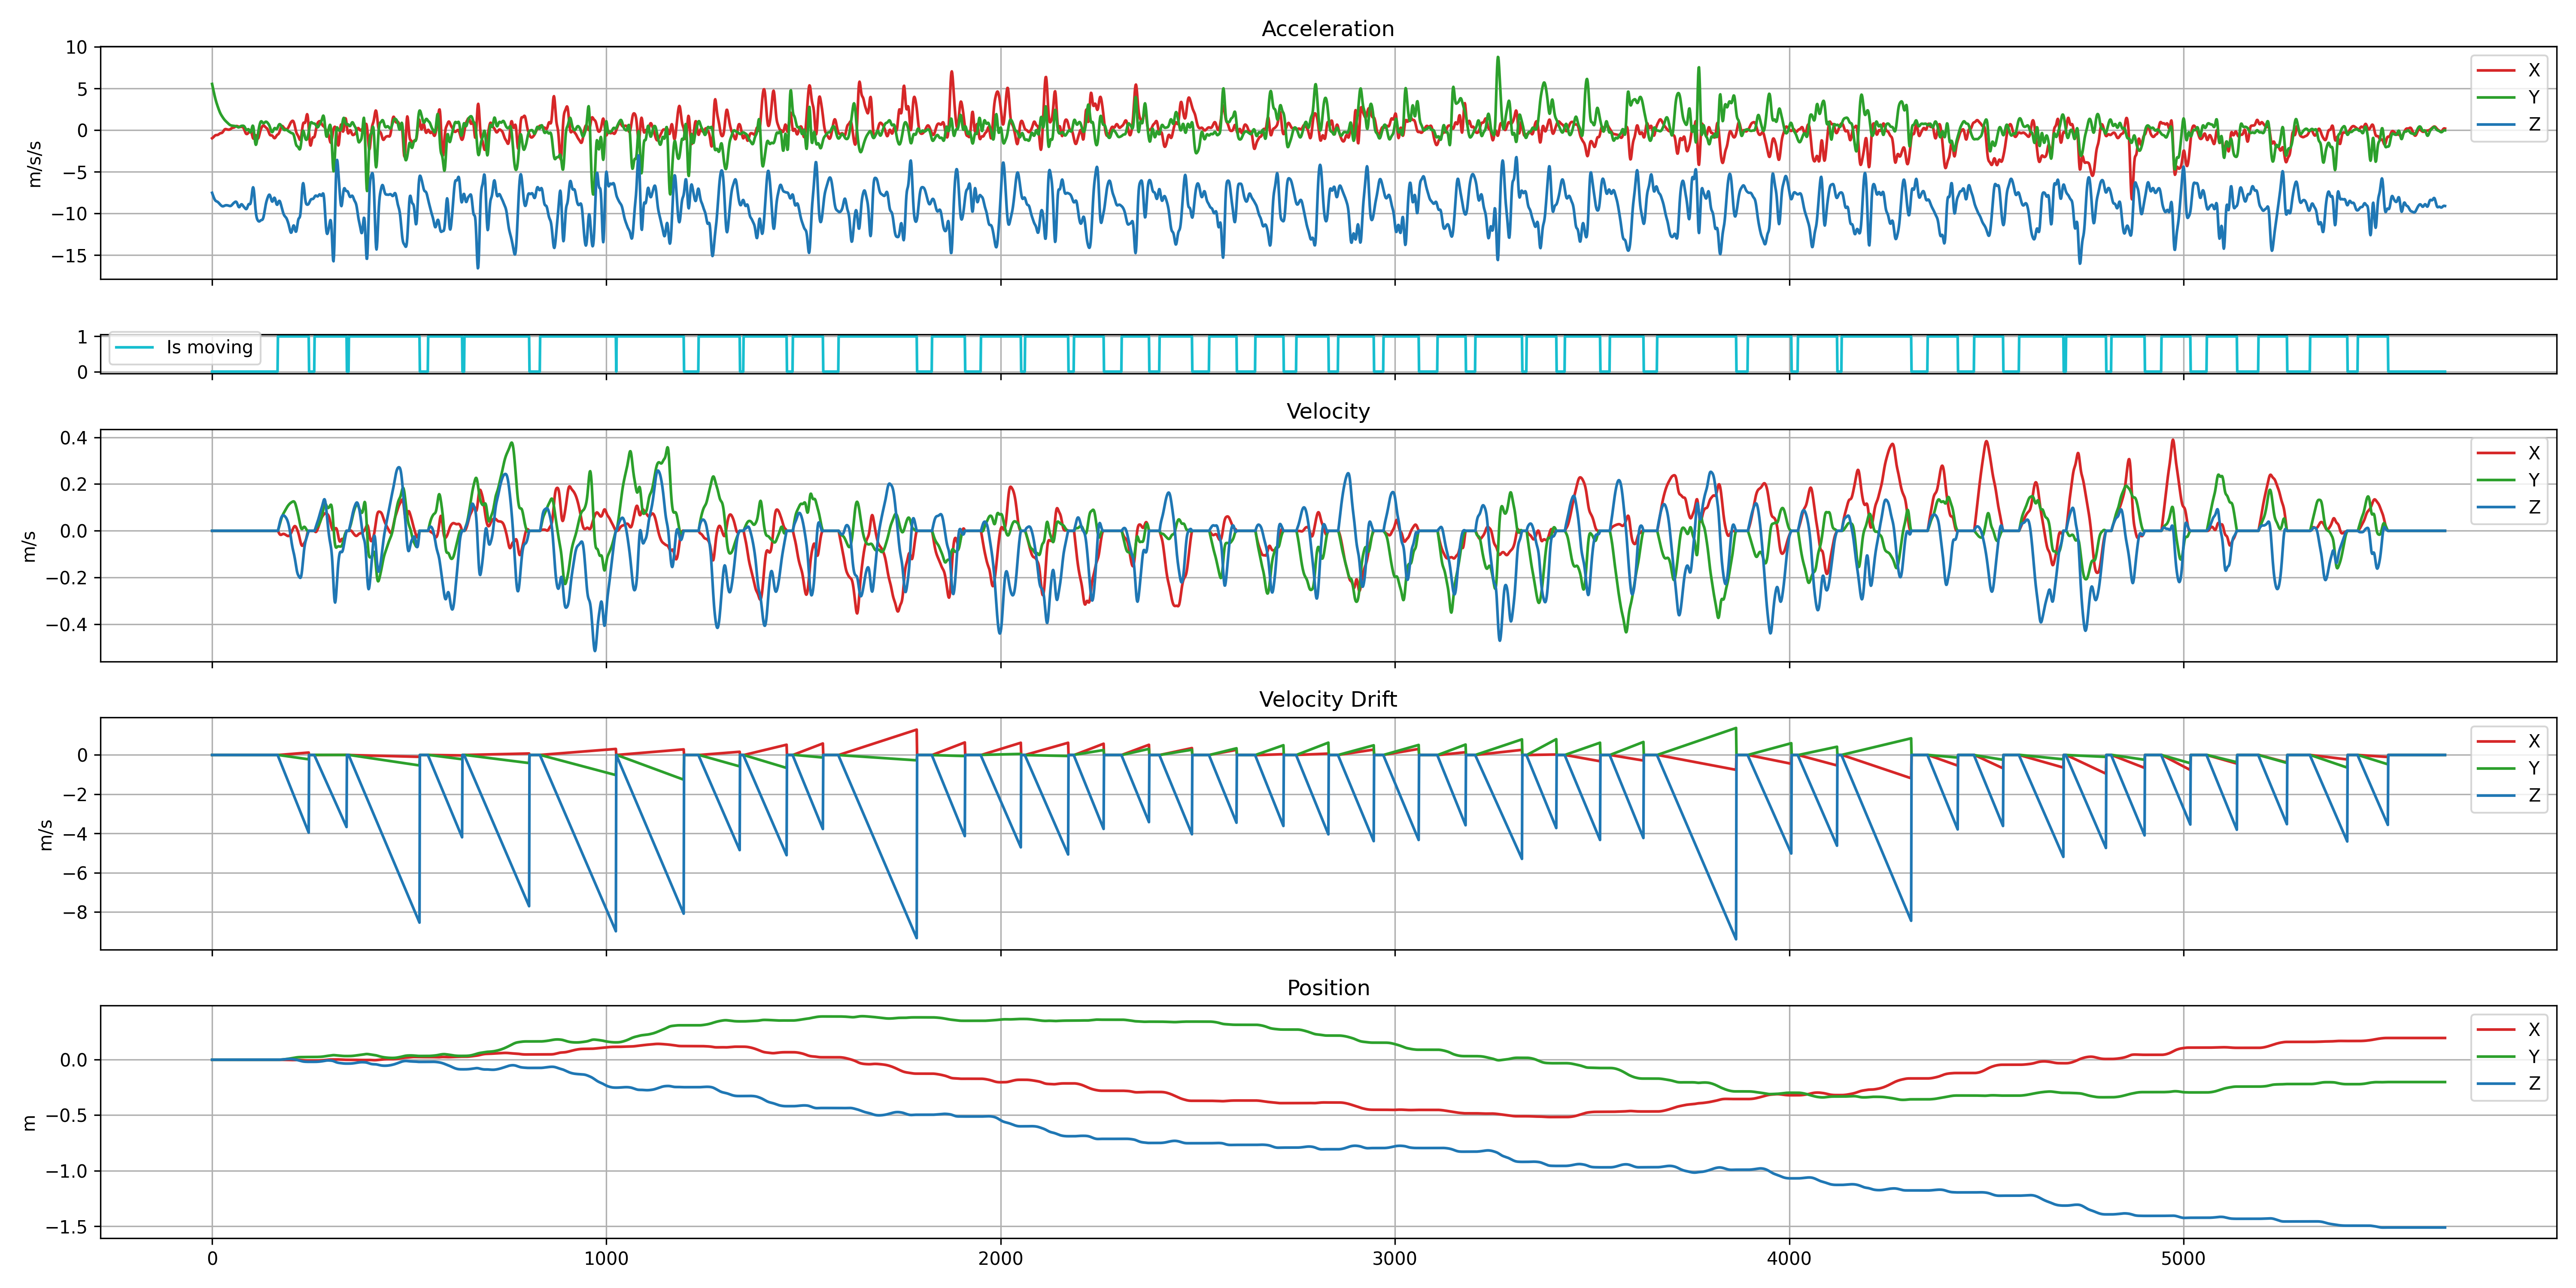 Acceleration
10
5
0
−5
−10
−15
m/s/s
X
Y
Z
1
0
Is moving
Velocity
0.4
0.2
0.0
−0.2
−0.4
m/s
X
Y
Z
Velocity Drift
0
−2
−4
−6
−8
m/s
X
Y
Z
Position
0.0
−0.5
−1.0
−1.5
m
X
Y
Z
0 1000 2000 3000 4000 5000